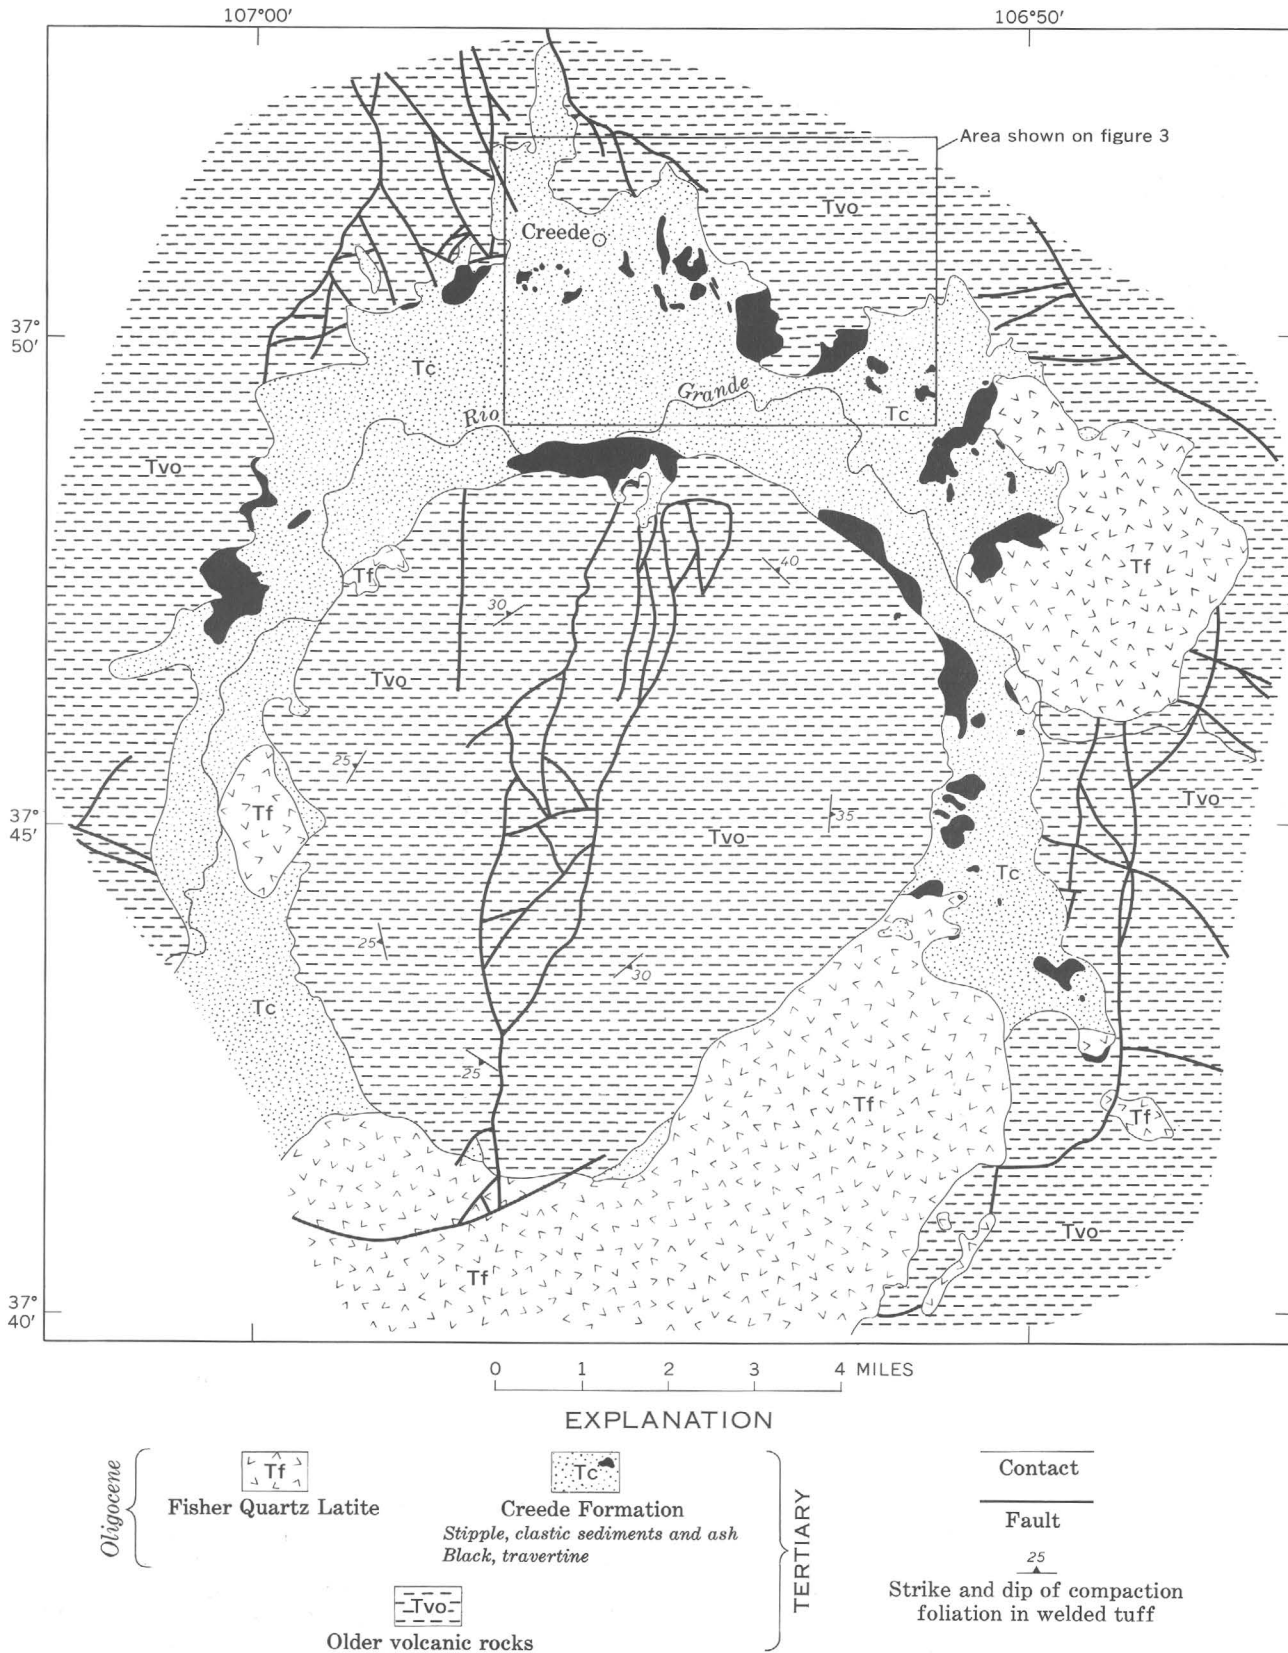 107°00'
106°50'
Area shown on figure 3
Tvo
Creede
37°
50'
Tc
Grande
Rio
Tc
Tvo
40
Tf
Tf
30
Tvo
25
37°
45'
Tf
35
Tvo
Tvo
Tc
25
30
Tc
25
Tf
Tf
Tvo
Tf
37°
40'
0 1 2 3 4 MILES
EXPLANATION
Oligocene
Tf
Fisher Quartz Latite
Tc
Creede Formation
Stipple, clastic sediments and ash
Black, travertine
Tvo
Older volcanic rocks
TERTIARY
Contact
Fault
25
Strike and dip of compaction
foliation in welded tuff